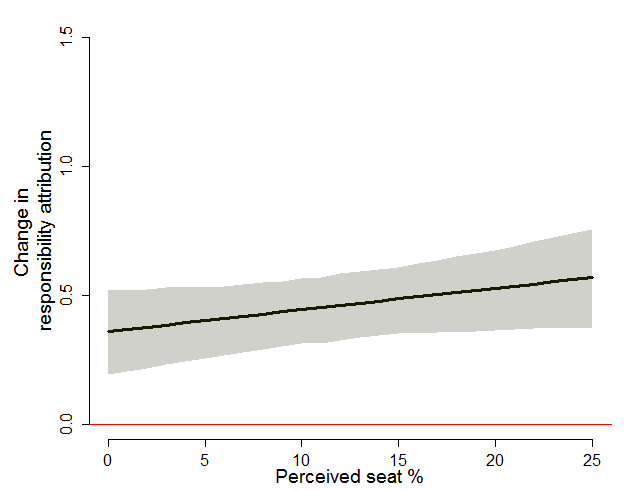 1.5
1.0
0.5
0.0
Change in
responsibility attribution
0 5 10 15 20 25
Perceived seat %